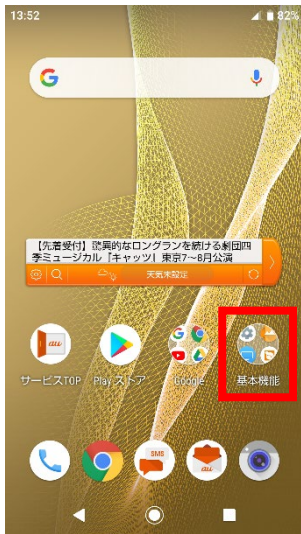 13:52
82%
【先着受付】驚異的なロングランを続ける劇団四
季ミュージカル『キャッツ』東京7~8月公演
天気未設定
au
サービスTOP
Play ストア
Google
基本機能
SMS
au